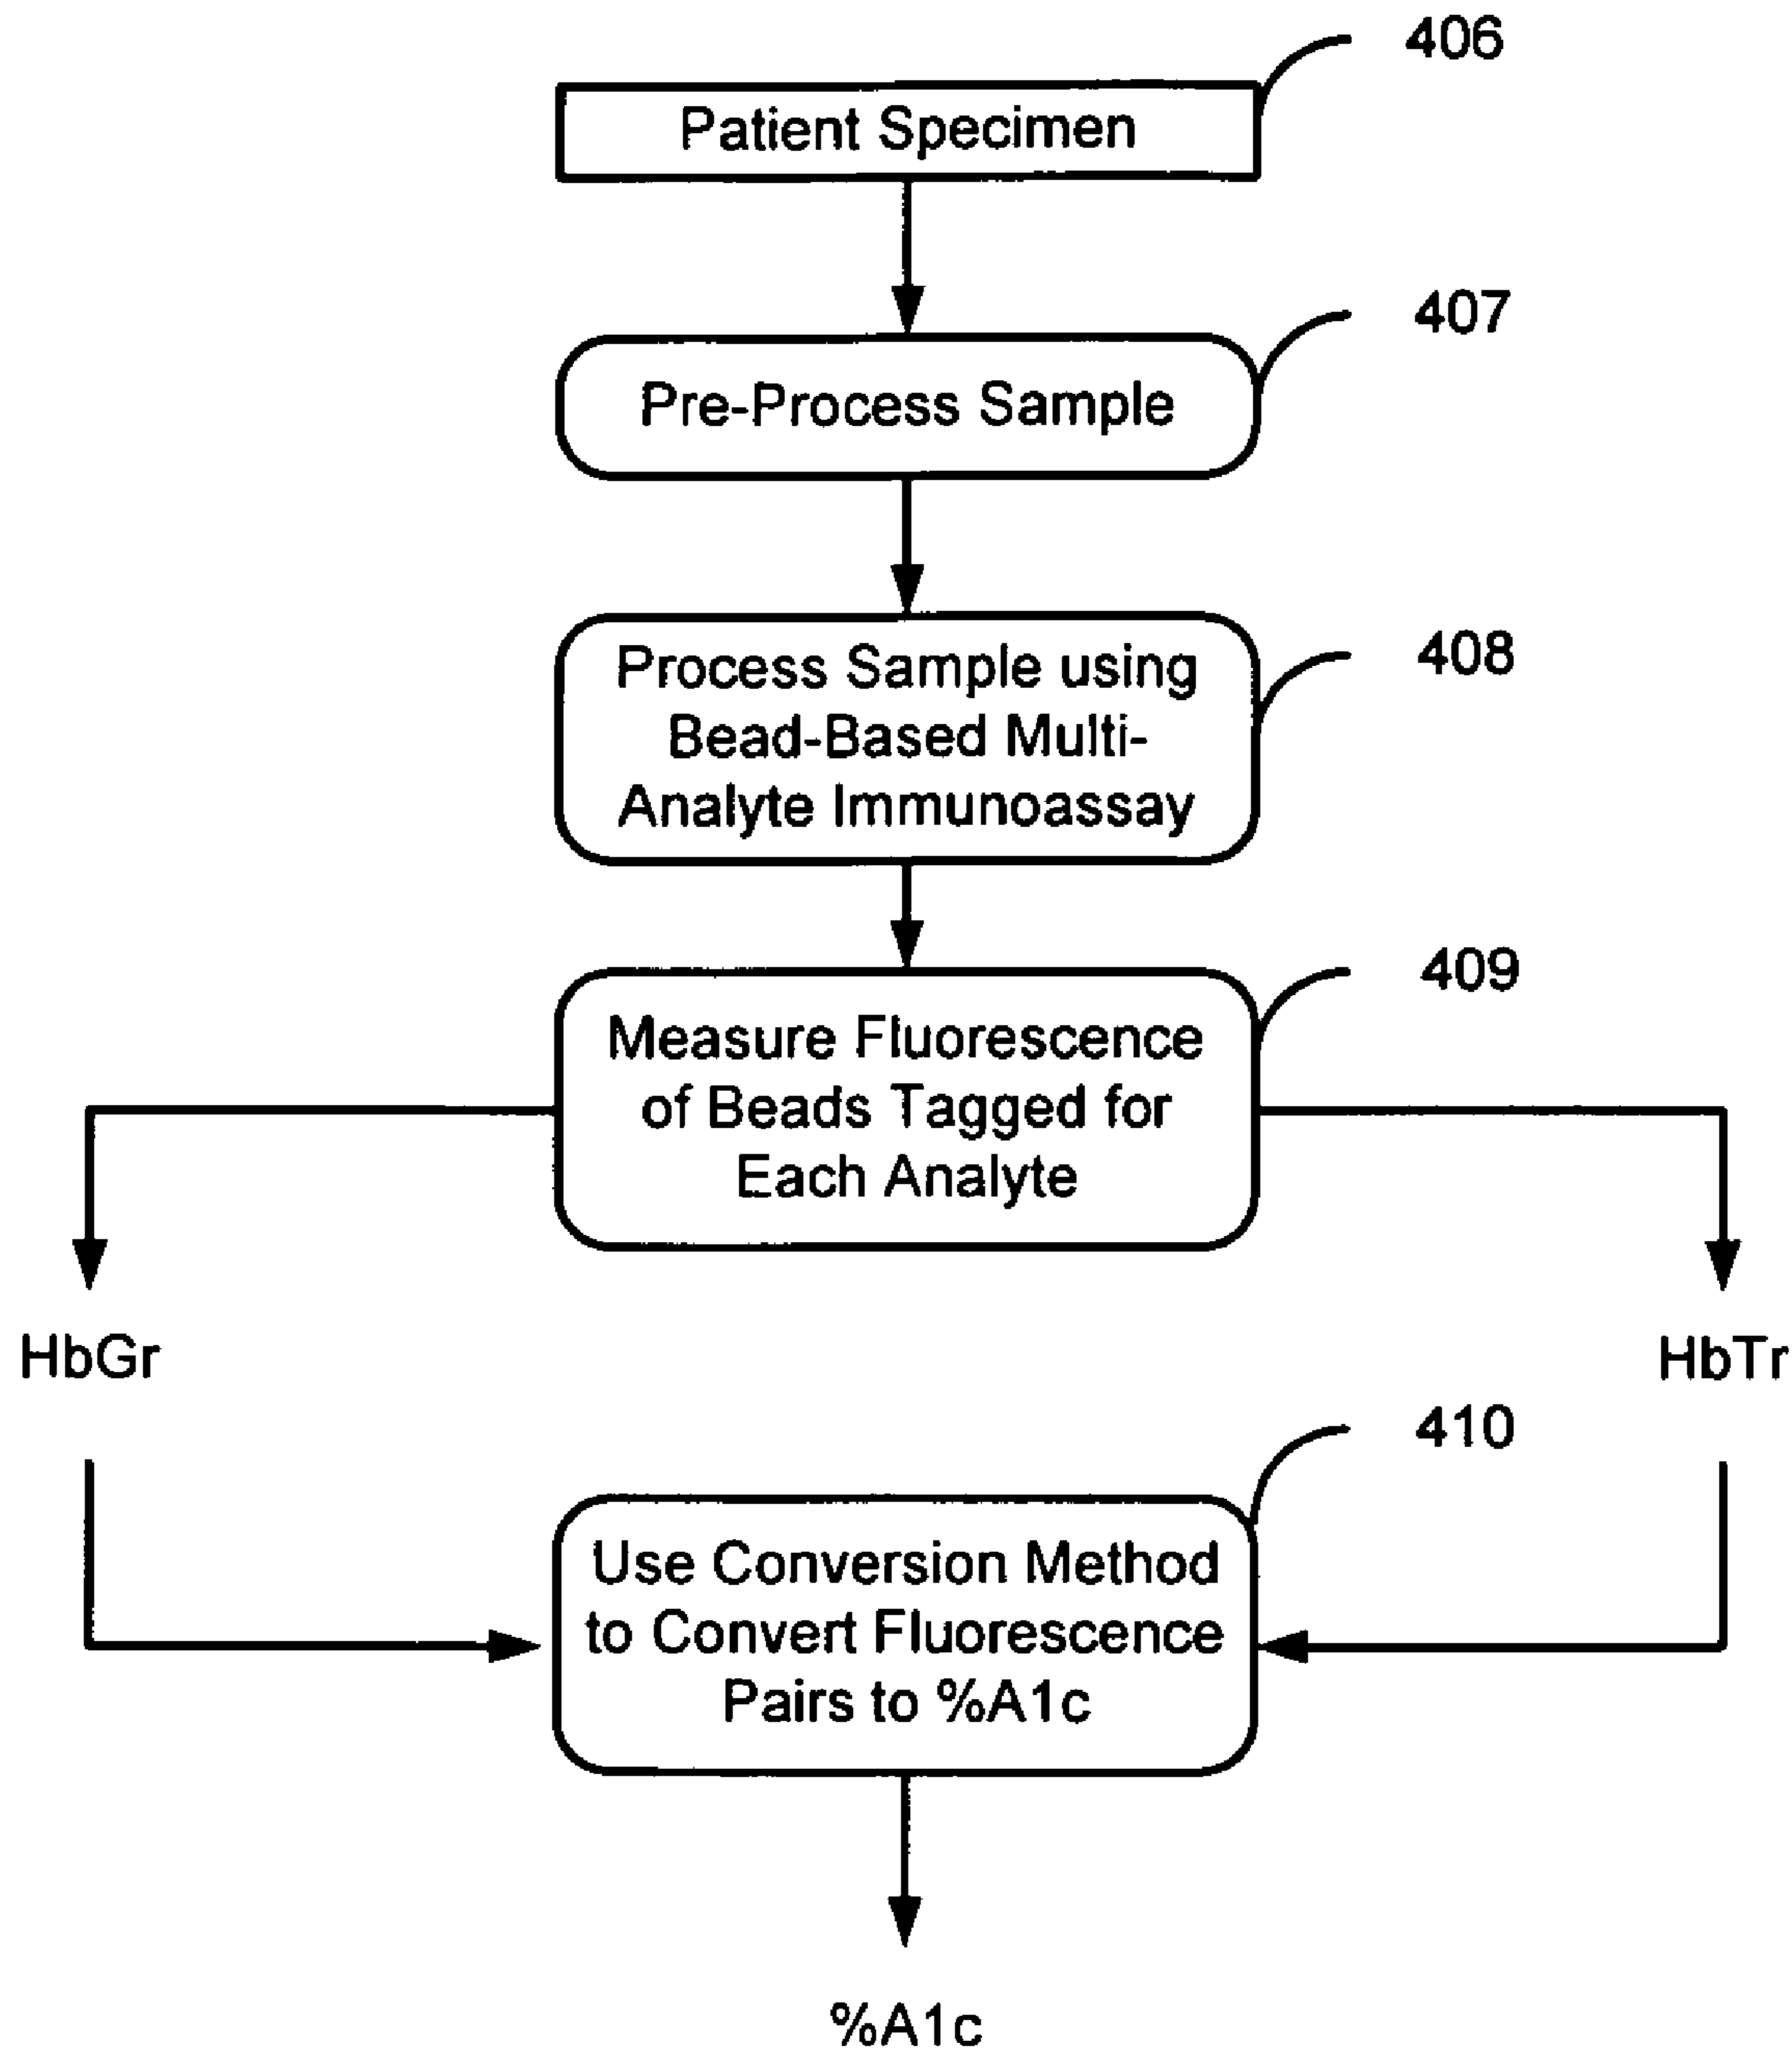 406
Patient Specimen
407
Pre-Process Sample
408
Process Sample using
Bead-Based Multi-
Analyte Immunoassay
409
Measure Fluorescence
of Beads Tagged for
Each Analyte
HbGr
HbTr
410
Use Conversion Method
to Convert Fluorescence
Pairs to %A1c
%A1c